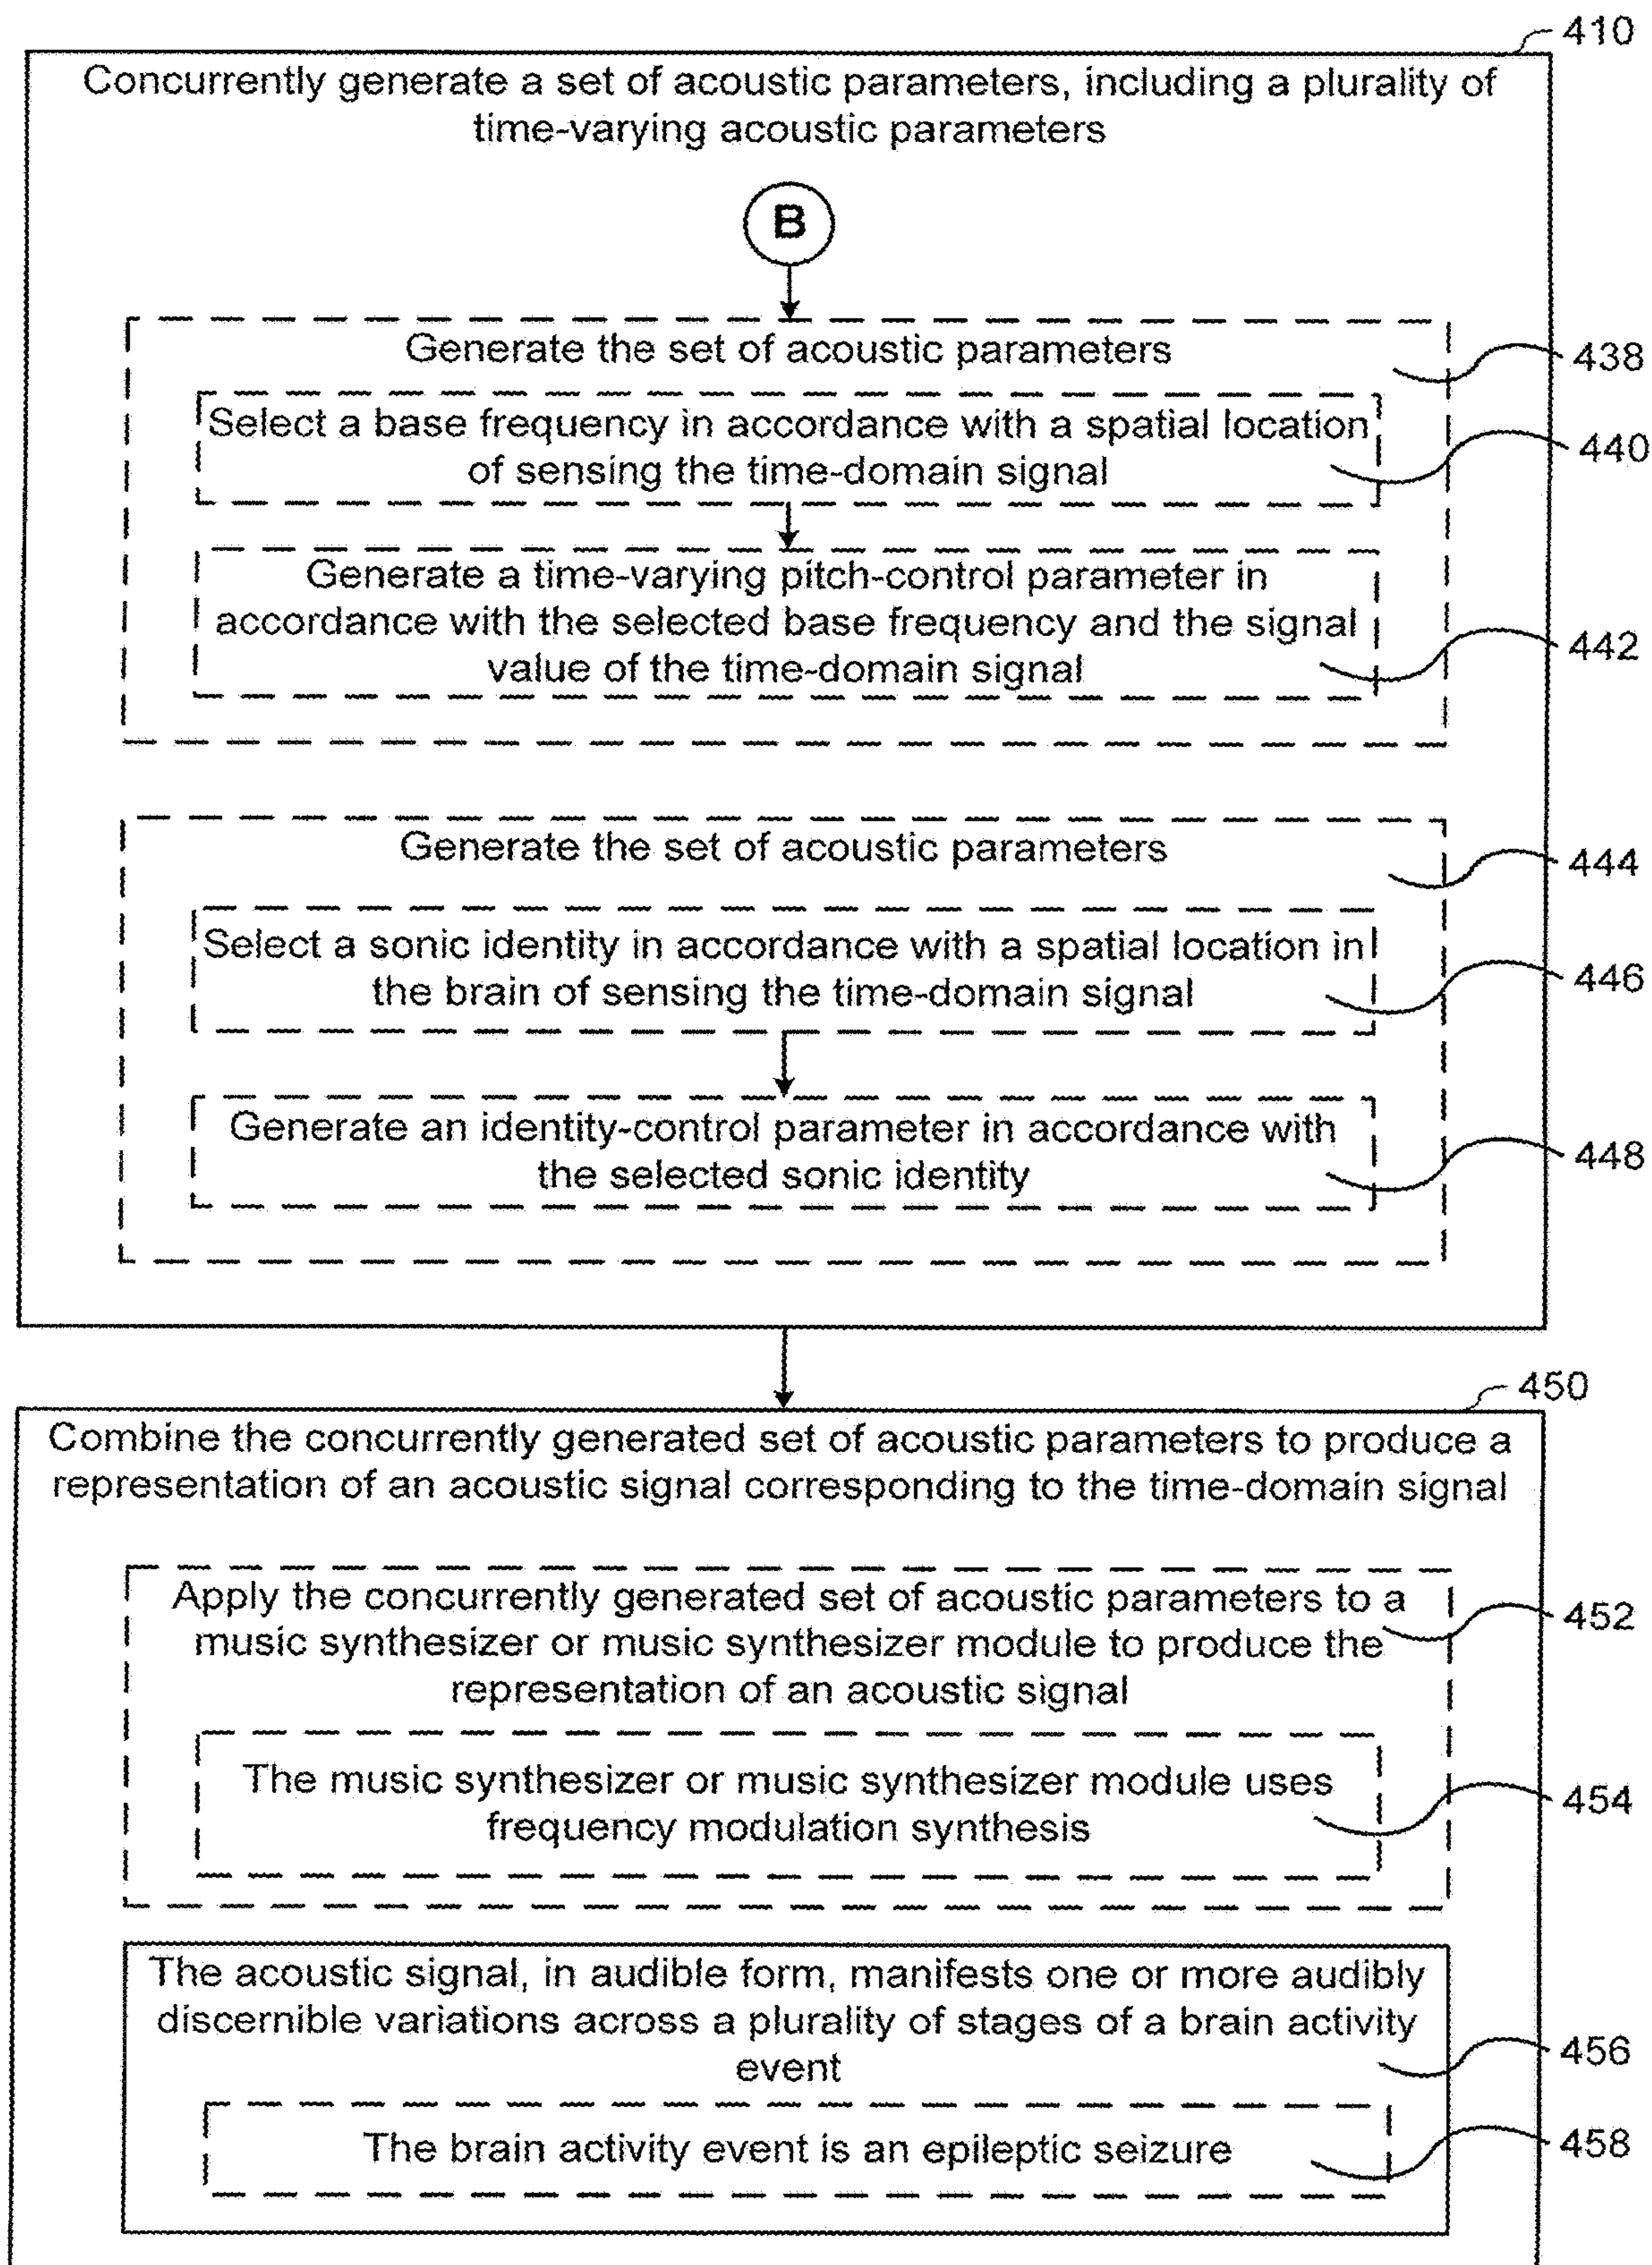 410
Concurrently generate a set of acoustic parameters, including a plurality of
time-varying acoustic parameters
B
Generate the set of acoustic parameters
438
Select a base frequency in accordance with a spatial location
of sensing the time-domain signal
440
Generate a time-varying pitch-control parameter in
accordance with the selected base frequency and the signal
value of the time-domain signal
442
Generate the set of acoustic parameters
444
Select a sonic identity in accordance with a spatial location in
the brain of sensing the time-domain signal
446
Generate an identity-control parameter in accordance with
the selected sonic identity
448
450
Combine the concurrently generated set of acoustic parameters to produce a
representation of an acoustic signal corresponding to the time-domain signal
Apply the concurrently generated set of acoustic parameters to a
music synthesizer or music synthesizer module to produce the
representation of an acoustic signal
452
The music synthesizer or music synthesizer module uses
frequency modulation synthesis
454
The acoustic signal, in audible form, manifests one or more audibly
discernible variations across a plurality of stages of a brain activity
event
456
The brain activity event is an epileptic seizure
458